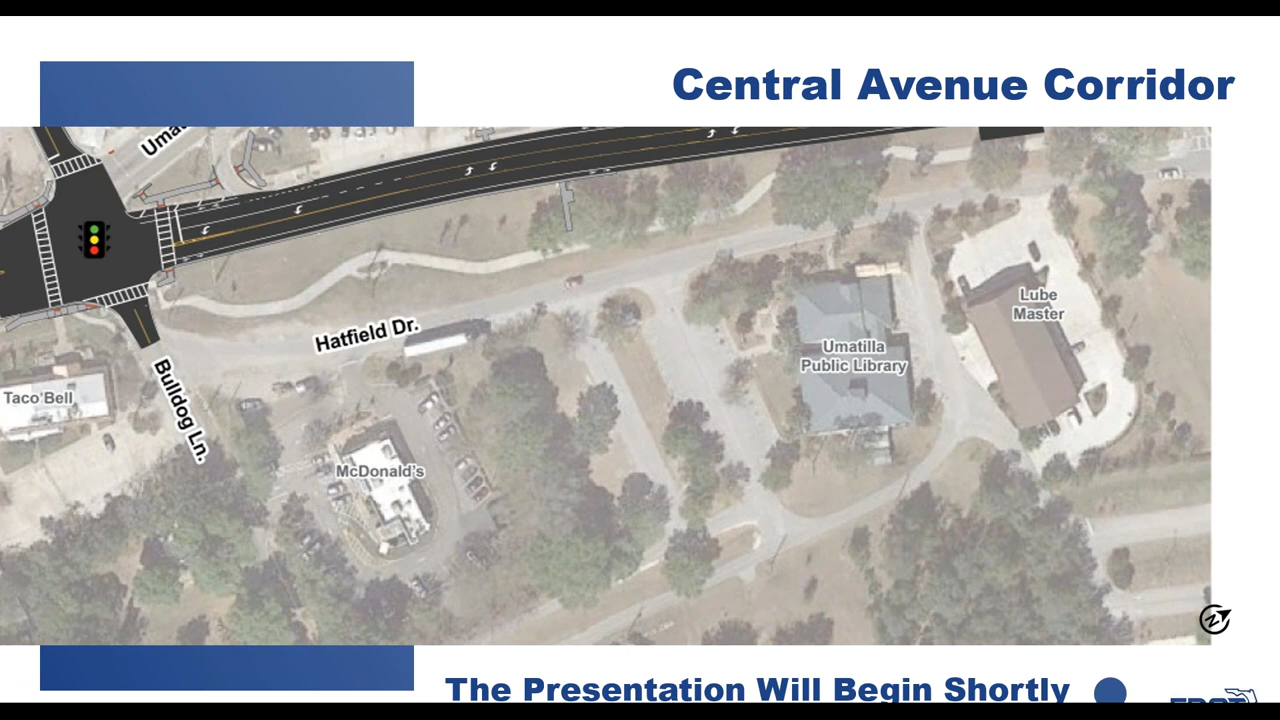 Central Avenue Corridor
Hatfield Dr.
Lube
Master
Umatilla
Public Library
Taco Bell
Bulldog Ln.
McDonald's
The Presentation Will Begin Shortly